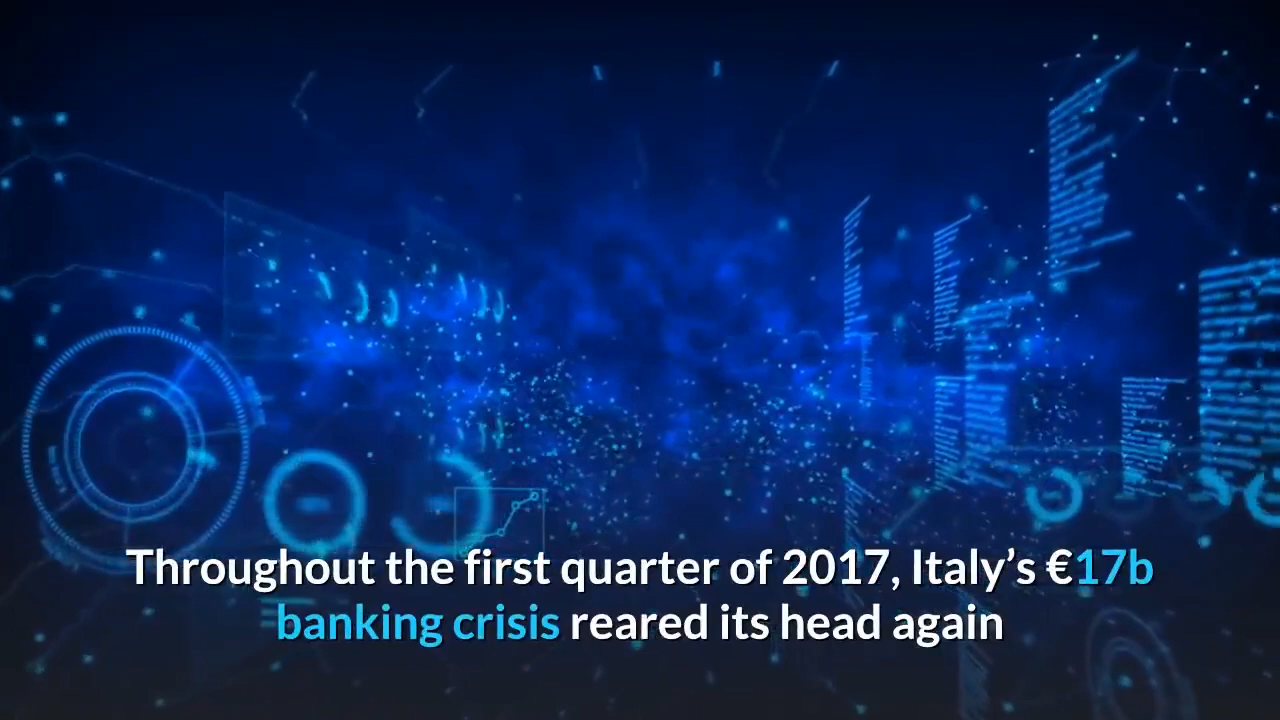 Throughout the first quarter of 2017, Italy’s €17b
banking crisis reared its head again